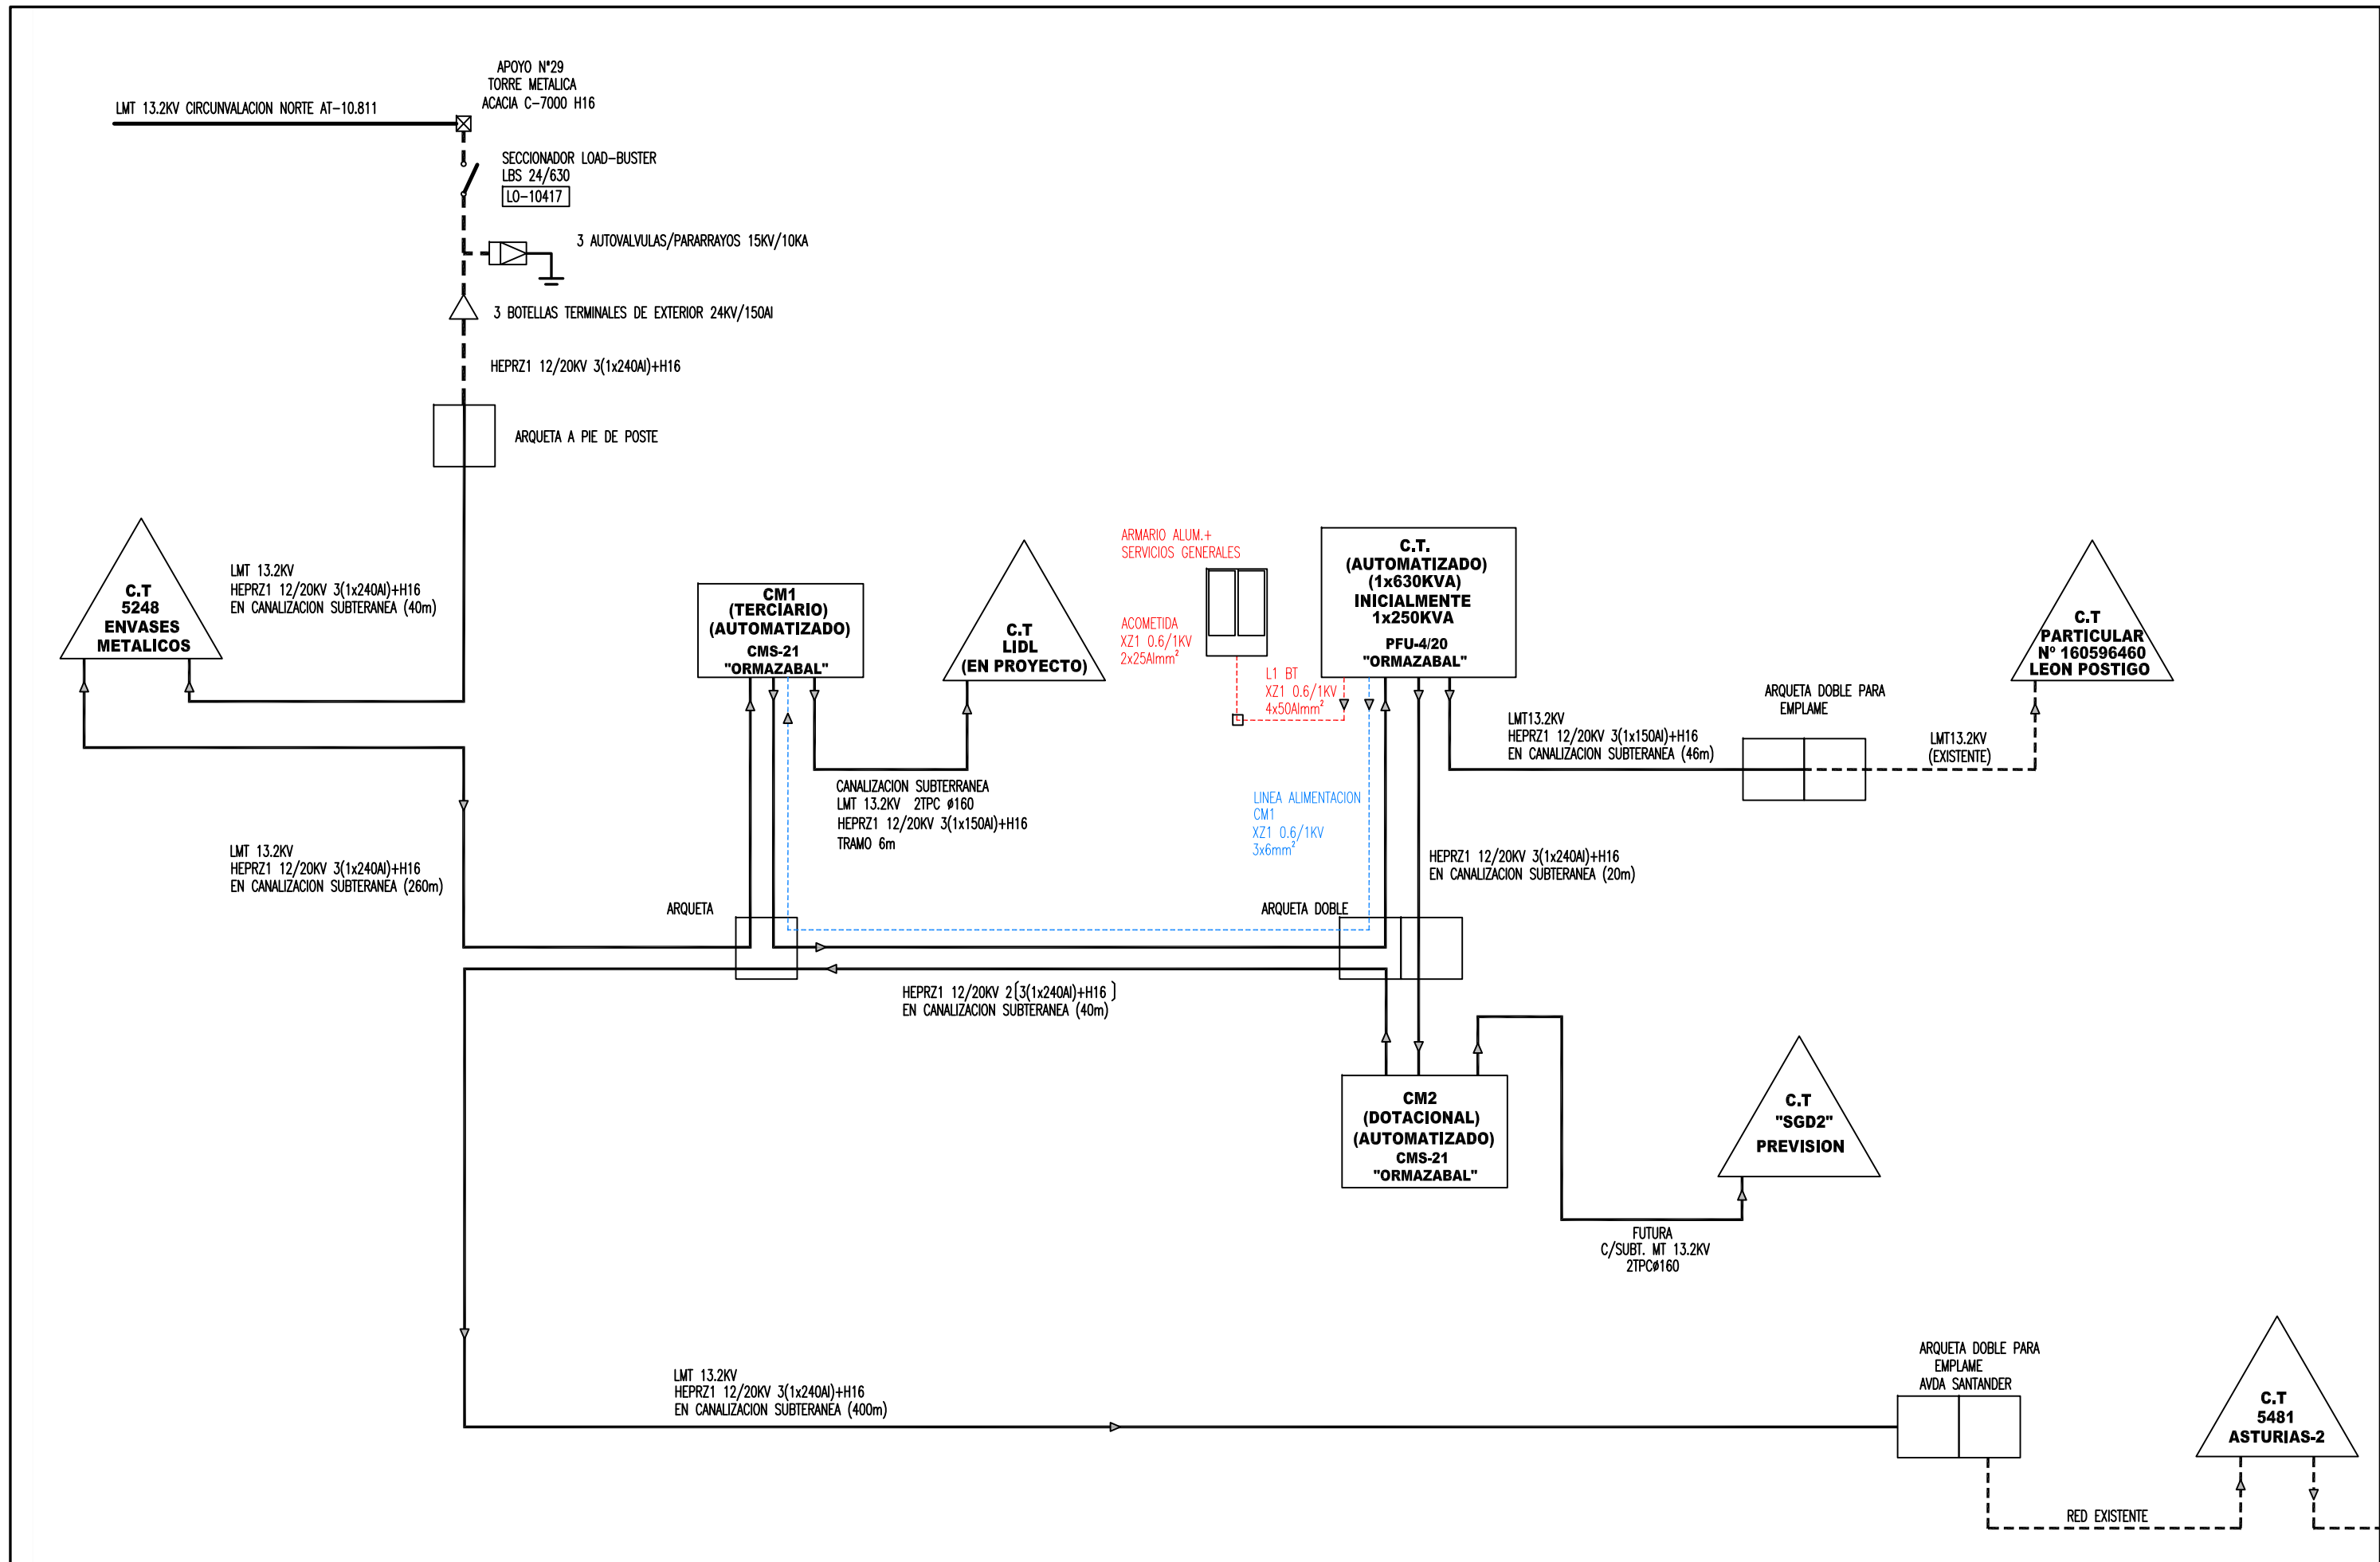 APOYO Nº29
TORRE METALICA
ACACIA C-7000 H16
LMT 13.2KV CIRCUNVALACION NORTE AT-10.811
SECCIONADOR LOAD-BUSTER
LBS 24/630
LO-10417
3 AUTOVALVULAS/PARARRAYOS 15KV/10KA
3 BOTELLAS TERMINALES DE EXTERIOR 24KV/150Al
HEPRZ1 12/20KV 3(1x240Al)+H16
ARQUETA A PIE DE POSTE
C.T
5248
ENVASES
METALICOS
LMT 13.2KV
HEPRZ1 12/20KV 3(1x240Al)+H16
EN CANALIZACION SUBTERANEA (40m)
CM1
(TERCIARIO)
(AUTOMATIZADO)
CMS-21
"ORMAZABAL"
C.T
LIDL
(EN PROYECTO)
ARMARIO ALUM.+
SERVICIOS GENERALES
ACOMETIDA
XZ1 0.6/1KV
2x25Almm²
L1 BT
XZ1 0.6/1KV
4x50Almm²
C.T.
(AUTOMATIZADO)
(1x630KVA)
INICIALMENTE
1x250KVA
PFU-4/20
"ORMAZABAL"
C.T
PARTICULAR
Nº 160596460
LEON POSTIGO
ARQUETA DOBLE PARA
EMPLAME
LMT13.2KV
HEPRZ1 12/20KV 3(1x150Al)+H16
EN CANALIZACION SUBTERANEA (46m)
LMT13.2KV
(EXISTENTE)
CANALIZACION SUBTERRANEA
LMT 13.2KV 2TPC ø160
HEPRZ1 12/20KV 3(1x150Al)+H16
TRAMO 6m
LINEA ALIMENTACION
CM1
XZ1 0.6/1KV
3x6mm²
LMT 13.2KV
HEPRZ1 12/20KV 3(1x240Al)+H16
EN CANALIZACION SUBTERANEA (260m)
HEPRZ1 12/20KV 3(1x240Al)+H16
EN CANALIZACION SUBTERANEA (20m)
ARQUETA
ARQUETA DOBLE
HEPRZ1 12/20KV 2[3(1x240Al)+H16 ]
EN CANALIZACION SUBTERANEA (40m)
CM2
(DOTACIONAL)
(AUTOMATIZADO)
CMS-21
"ORMAZABAL"
C.T
"SGD2"
PREVISION
FUTURA
C/SUBT. MT 13.2KV
2TPCø160
LMT 13.2KV
HEPRZ1 12/20KV 3(1x240Al)+H16
EN CANALIZACION SUBTERANEA (400m)
ARQUETA DOBLE PARA
EMPLAME
AVDA SANTANDER
C.T
5481
ASTURIAS-2
RED EXISTENTE